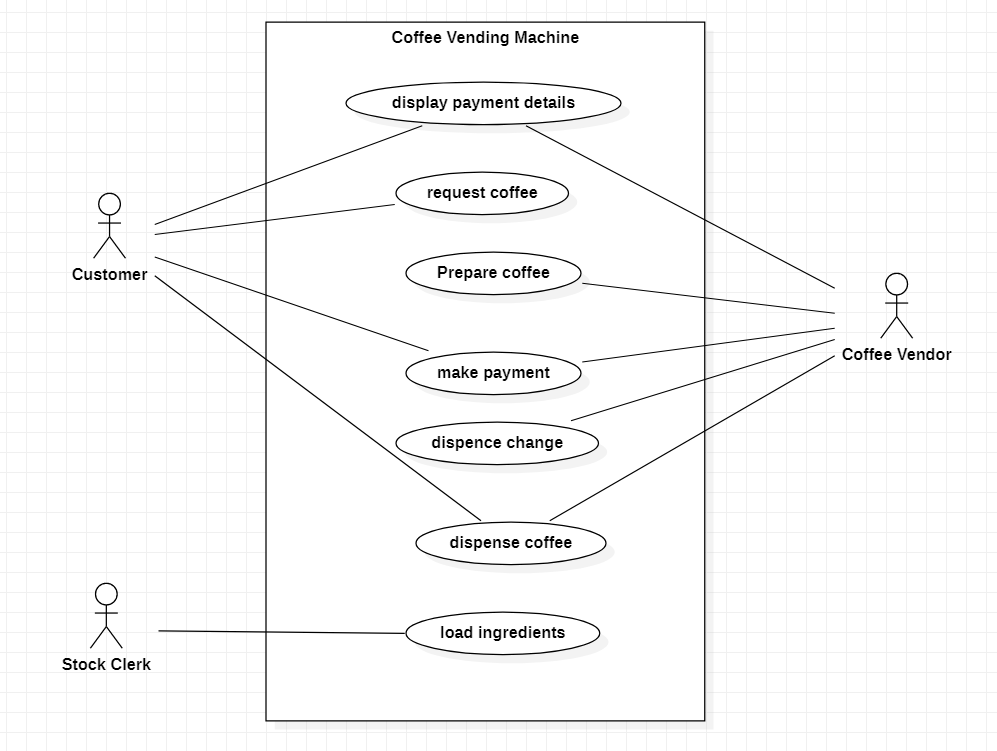 Coffee Vending Machine
display payment details
request coffee
Customer
Prepare coffee
Coffee Vendor
make payment
dispence change
dispense coffee
load ingredients
Stock Clerk